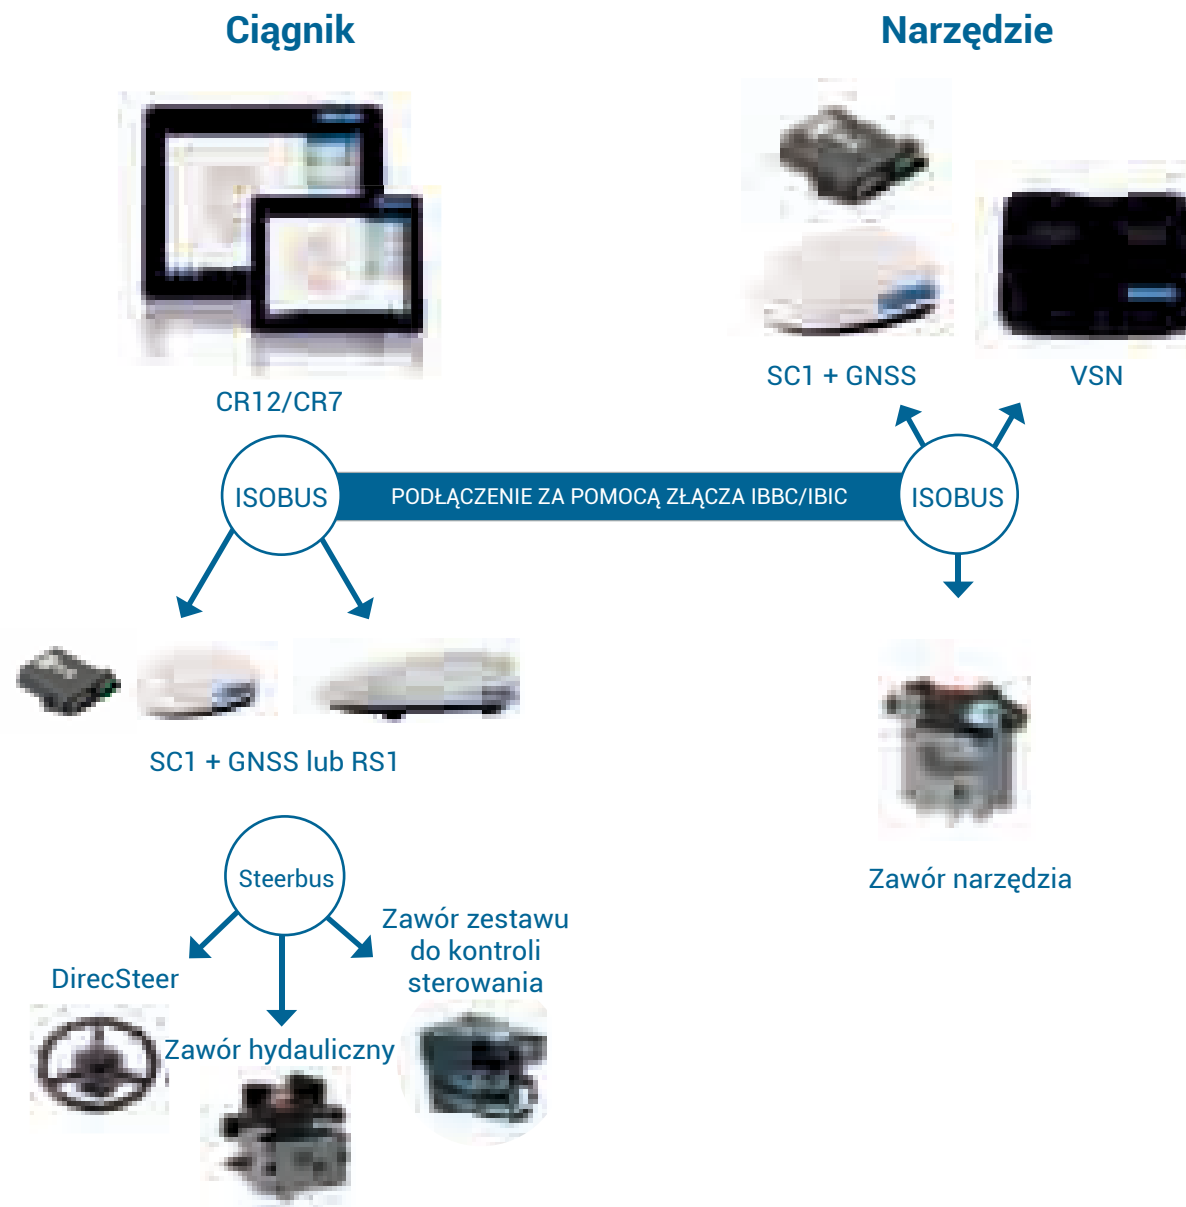 Ciągnik
Narzędzie
SC1 + GNSS
VSN
CR12/CR7
ISOBUS
PODŁĄCZENIE ZA POMOCĄ ZŁĄCZA IBBC/IBIC
ISOBUS
SC1 + GNSS lub RS1
Steerbus
Zawór narzędzia
Zawór zestawu
do kontroli
sterowania
DirecSteer
Zawór hydauliczny